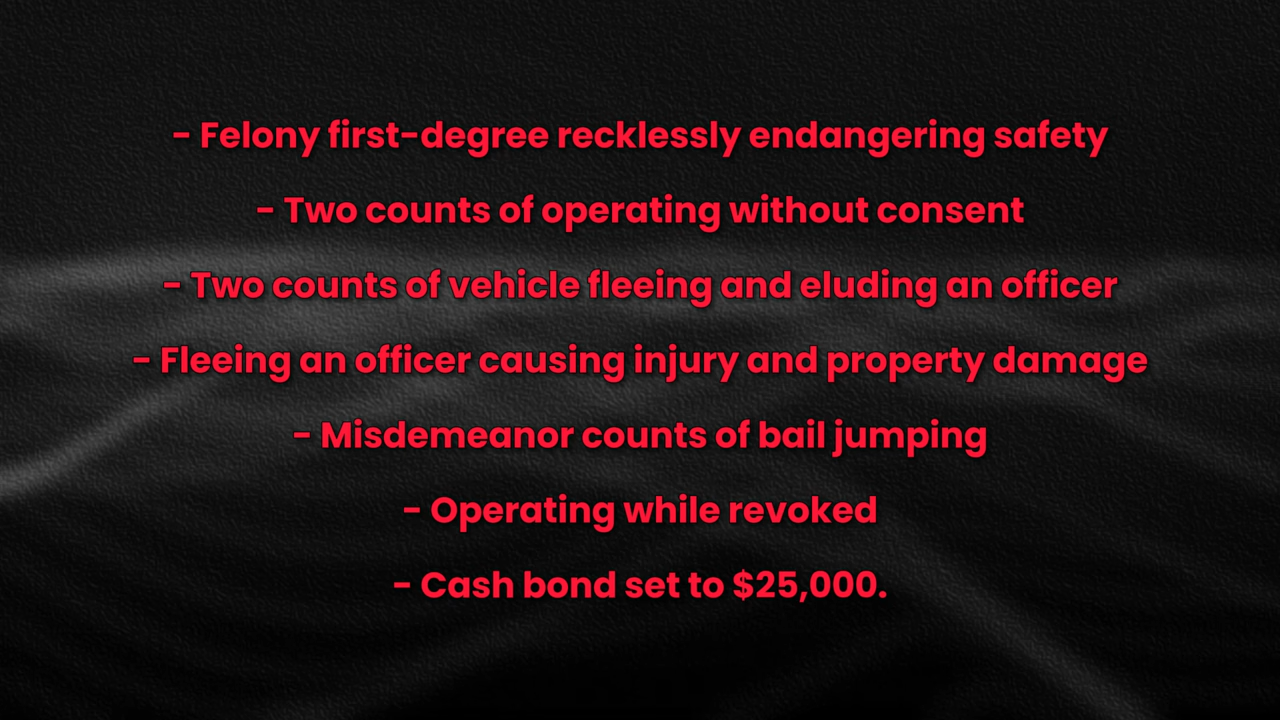 - Felony first-degree recklessly endangering safety
- Two counts of operating without consent
- Two counts of vehicle fleeing and eluding an officer
- Fleeing an officer causing injury and property damage
- Misdemeanor counts of bail jumping
- Operating while revoked
- Cash bond set to $25,000.